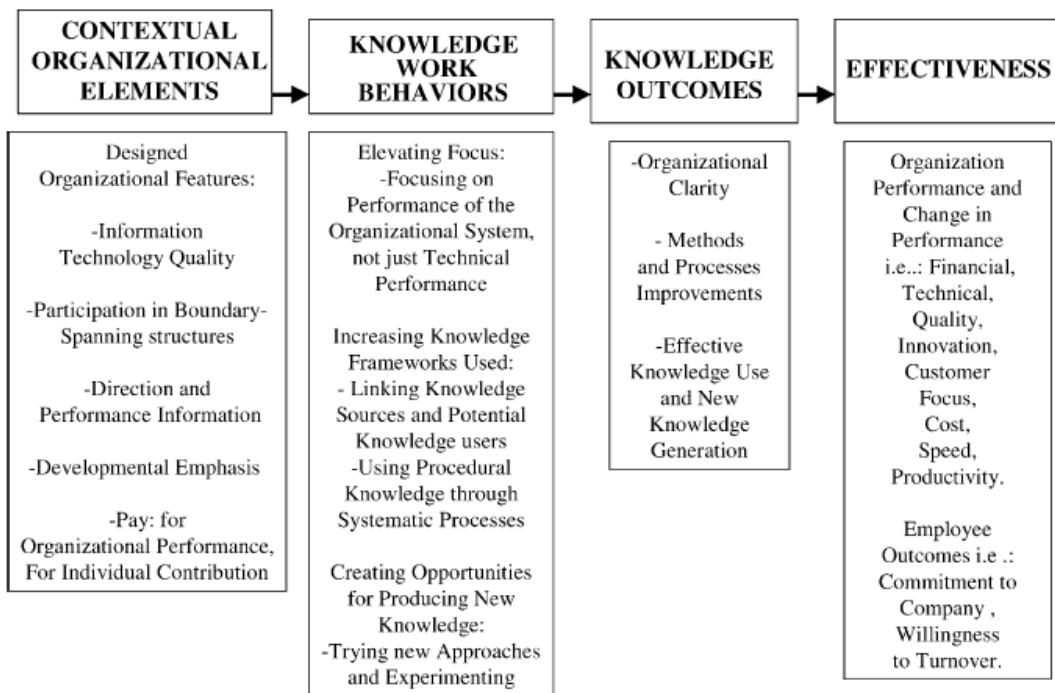 CONTEXTUAL
ORGANIZATIONAL
ELEMENTS
KNOWLEDGE
WORK
BEHAVIORS
KNOWLEDGE
OUTCOMES
EFFECTIVENESS
Designed
Organizational Features:
-Information
Technology Quality
-Participation in Boundary-
Spanning structures
-Direction and
Performance Information
-Developmental Emphasis
-Pay: for
Organizational Performance,
For Individual Contribution
Elevating Focus:
-Focusing on
Performance of the
Organizational System,
not just Technical
Performance
Increasing Knowledge
Frameworks Used:
- Linking Knowledge
Sources and Potential
Knowledge users
-Using Procedural
Knowledge through
Systematic Processes
Creating Opportunities
for Producing New
Knowledge:
-Trying new Approaches
and Experimenting
-Organizational
Clarity
- Methods
and Processes
Improvements
-Effective
Knowledge Use
and New
Knowledge
Generation
Organization
Performance and
Change in
Performance
i.e..: Financial,
Technical,
Quality,
Innovation,
Customer
Focus,
Cost,
Speed,
Productivity.
Employee
Outcomes i.e .:
Commitment to
Company ,
Willingness
to Turnover.